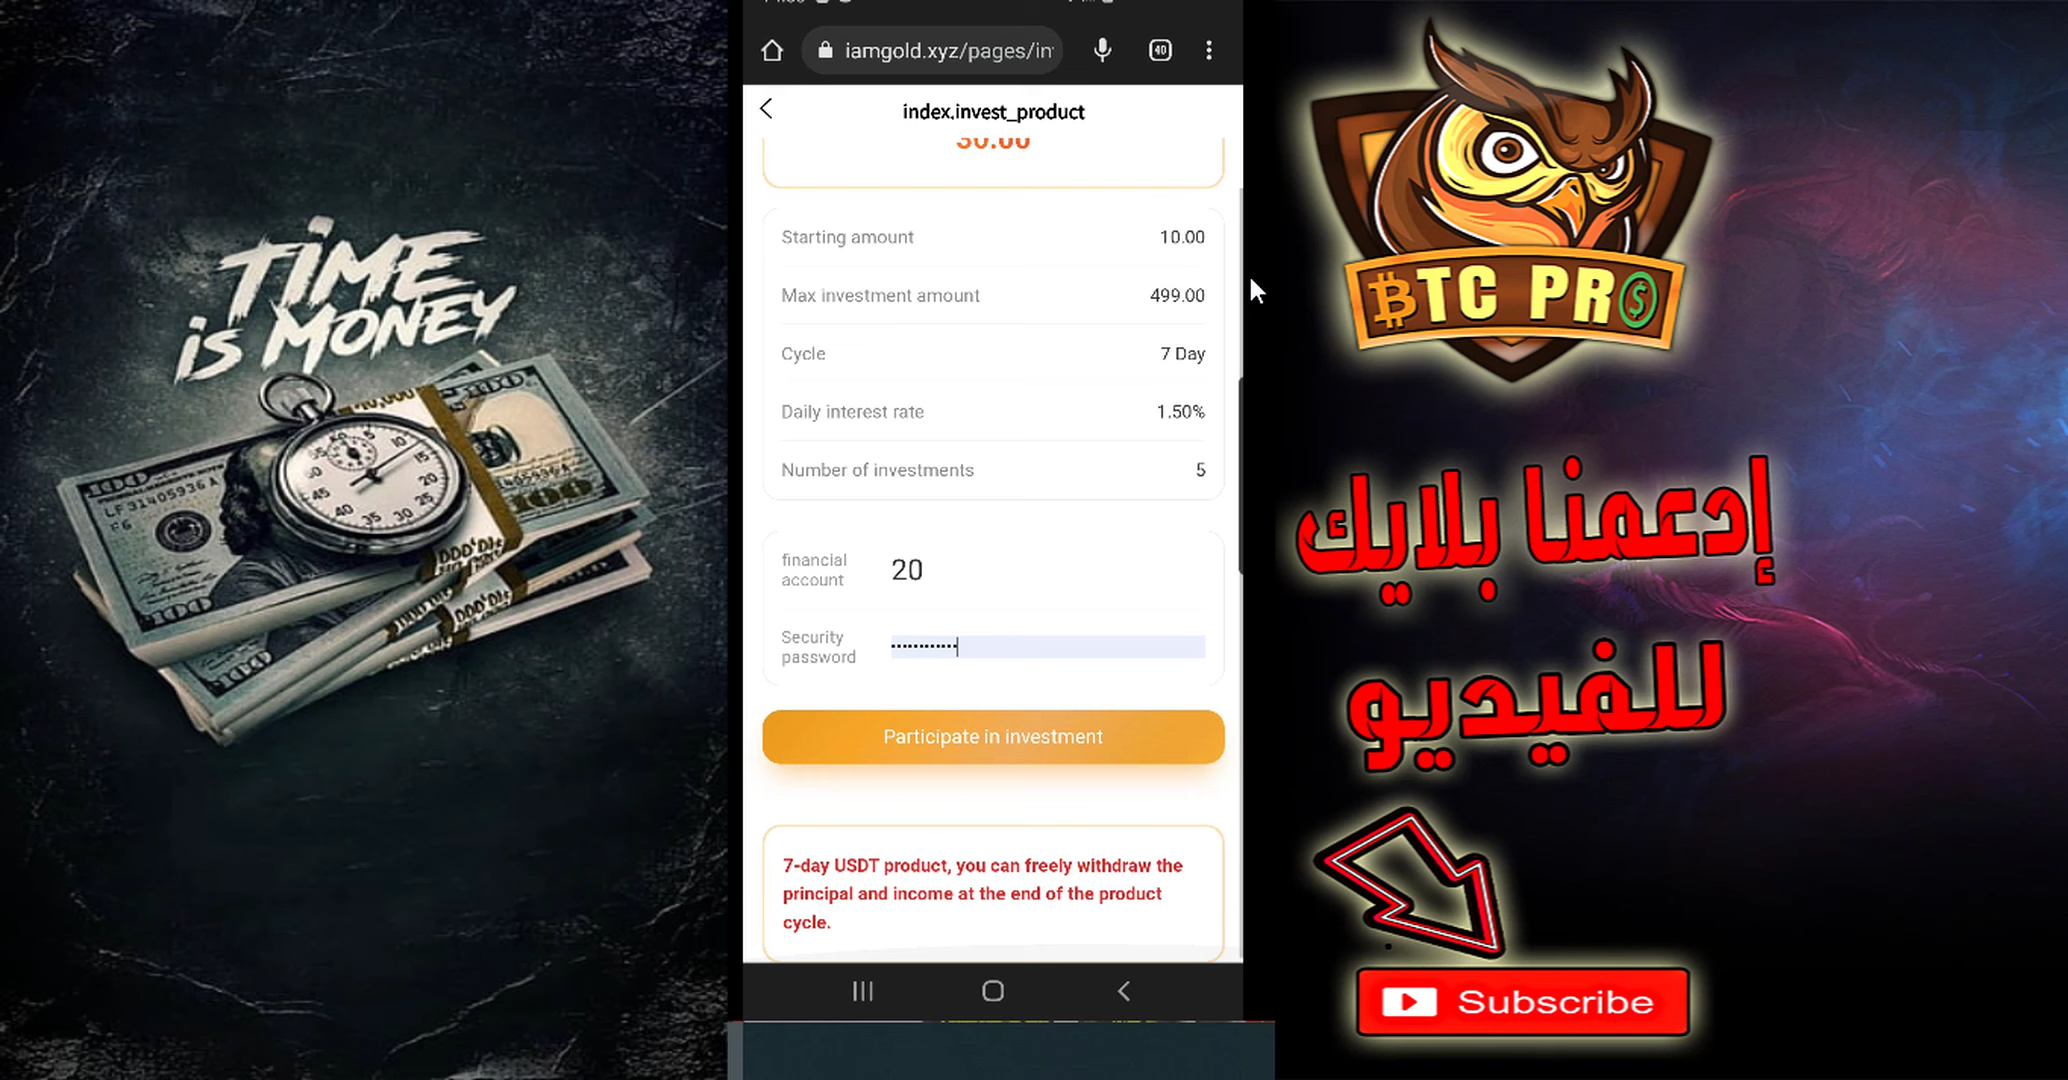 TIME
IS MONEY
iamgold.xyz/pages/in
40
index.invest_product
30.00
Starting amount 10.00
Max investment amount 499.00
Cycle 7 Day
Daily interest rate 1.50%
Number of investments 5
financial account 20
Security password
Participate in investment
7-day USDT product, you can freely withdraw the
principal and income at the end of the product
cycle.
BTC PRO
إدعمنا بلايك
للفيديو
Subscribe